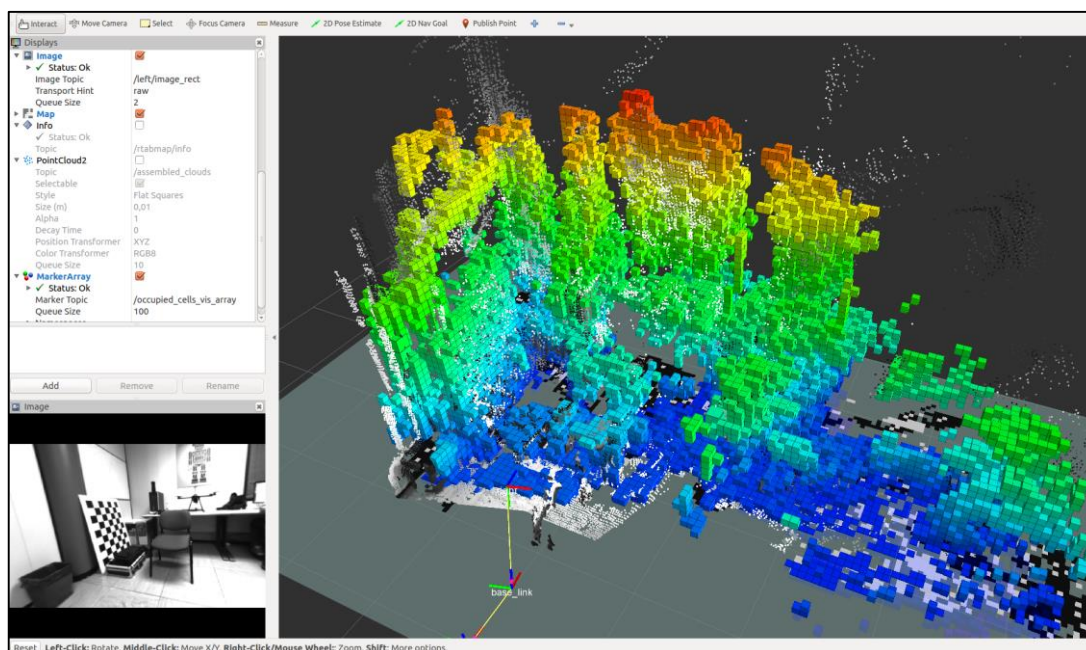 Interact Move Camera Select Focus Camera Measure 2D Pose Estimate 2D Nav Goal Publish Point
Displays
Image
Status: Ok
Image Topic /left/image_rect
Transport Hint raw
Queue Size 2
Map
Info
Status: Ok
Topic /rtabmap/info
PointCloud2
Topic /assembled_clouds
Selectable
Style Flat Squares
Size (m) 0,01
Alpha 1
Decay Time 0
Position Transformer XYZ
Color Transformer RGB8
Queue Size 10
MarkerArray
Status: Ok
Marker Topic /occupied_cells_vis_array
Queue Size 100
Add Remove Rename
Image
base_link
Reset Left-Click: Rotate. Middle-Click: Move X/Y. Right-Click/Mouse Wheel: Zoom. Shift: More options.